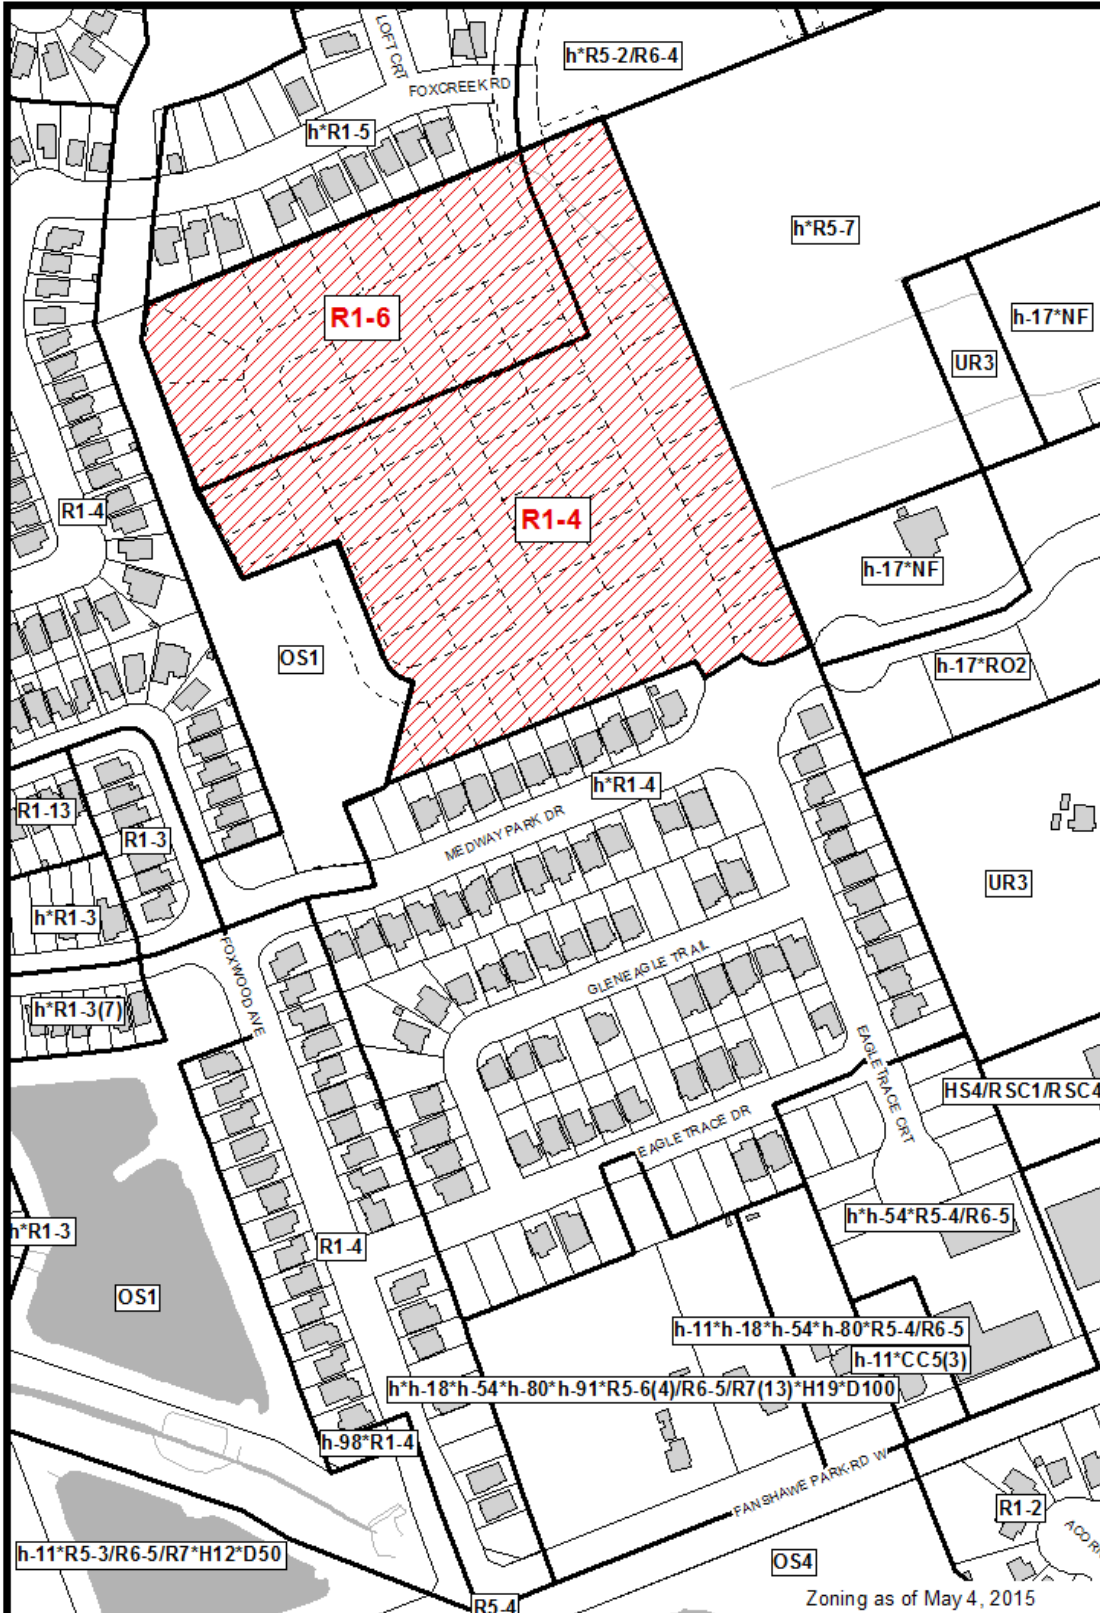 LOFT CRT
h*R5-2/R6-4
FOXCREEK RD
h*R1-5
h*R5-7
R1-6
h-17*NF
UR3
R1-4
R1-4
h-17*NF
OS1
h-17*RO2
h*R1-4
R1-13
MEDWAY PARK DR
R1-3
UR3
h*R1-3
FOXWOOD AVE
GLENEAGLE TRAIL
h*R1-3(7)
EAGLETRACE CRT
HS4/RSC1/RSC4
EAGLETRACE DR
h*R1-3
h*h-54*R5-4/R6-5
R1-4
OS1
h-11*h-18*h-54*h-80*R5-4/R6-5
h-11*CC5(3)
h*h-18*h-54*h-80*h-91*R5-6(4)/R6-5/R7(13)*H19*D100
h-98*R1-4
FANSHAWE PARK RD W
R1-2
ACOR
h-11*R5-3/R6-5/R7*H12*D50
OS4
R5-4
Zoning as of May 4, 2015